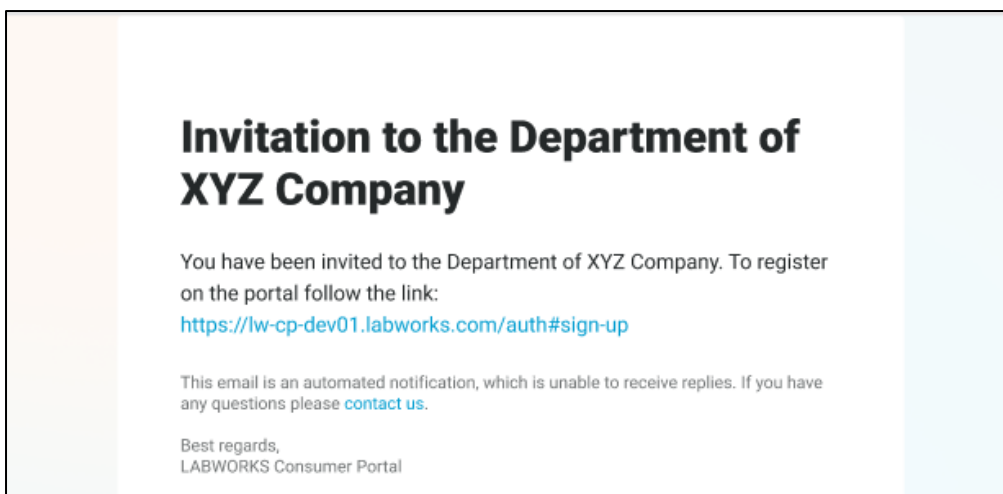 Invitation to the Department of
XYZ Company
You have been invited to the Department of XYZ Company. To register
on the portal follow the link:
https://lw-cp-dev01.labworks.com/auth#sign-up
This email is an automated notification, which is unable to receive replies. If you have
any questions please contact us.
Best regards,
LABWORKS Consumer Portal